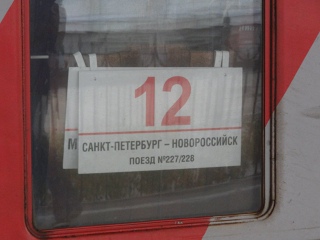 12
М
САНКТ-ПЕТЕРБУРГ – НОВОРОССИЙСК
ПОЕЗД №227/228